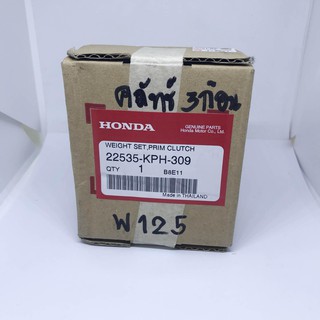 คลัทช์ 3ก้อน
HONDA
GENUINE PARTS
Honda Motor Co., Ltd.
WEIGHT SET,PRIM CLUTCH
22535-KPH-309
QTY 1 B8E11
MADE IN THAILAND
W125